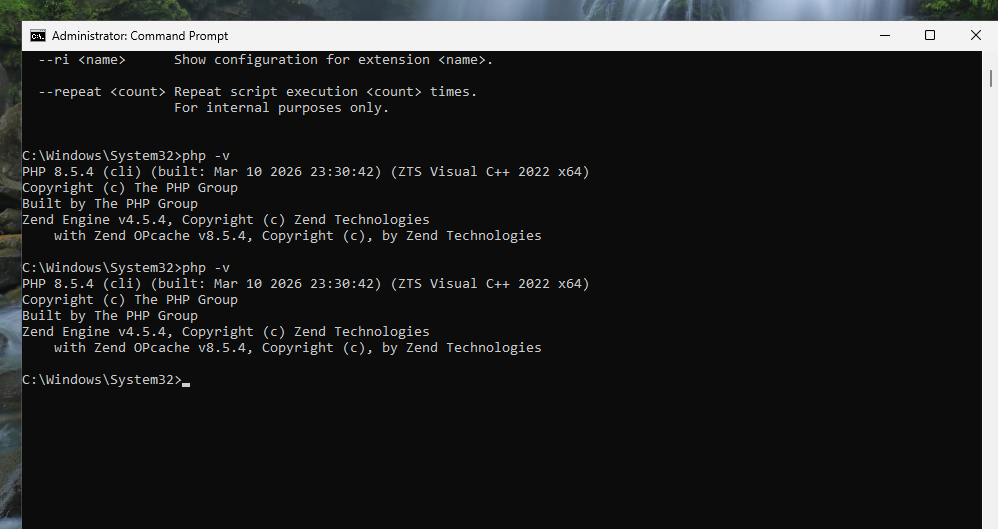 Administrator: Command Prompt
--ri <name>      Show configuration for extension <name>.
--repeat <count> Repeat script execution <count> times.
For internal purposes only.
C:\Windows\System32>php -v
PHP 8.5.4 (cli) (built: Mar 10 2026 23:30:42) (ZTS Visual C++ 2022 x64)
Copyright (c) The PHP Group
Built by The PHP Group
Zend Engine v4.5.4, Copyright (c) Zend Technologies
with Zend OPcache v8.5.4, Copyright (c), by Zend Technologies
C:\Windows\System32>php -v
PHP 8.5.4 (cli) (built: Mar 10 2026 23:30:42) (ZTS Visual C++ 2022 x64)
Copyright (c) The PHP Group
Built by The PHP Group
Zend Engine v4.5.4, Copyright (c) Zend Technologies
with Zend OPcache v8.5.4, Copyright (c), by Zend Technologies
C:\Windows\System32>